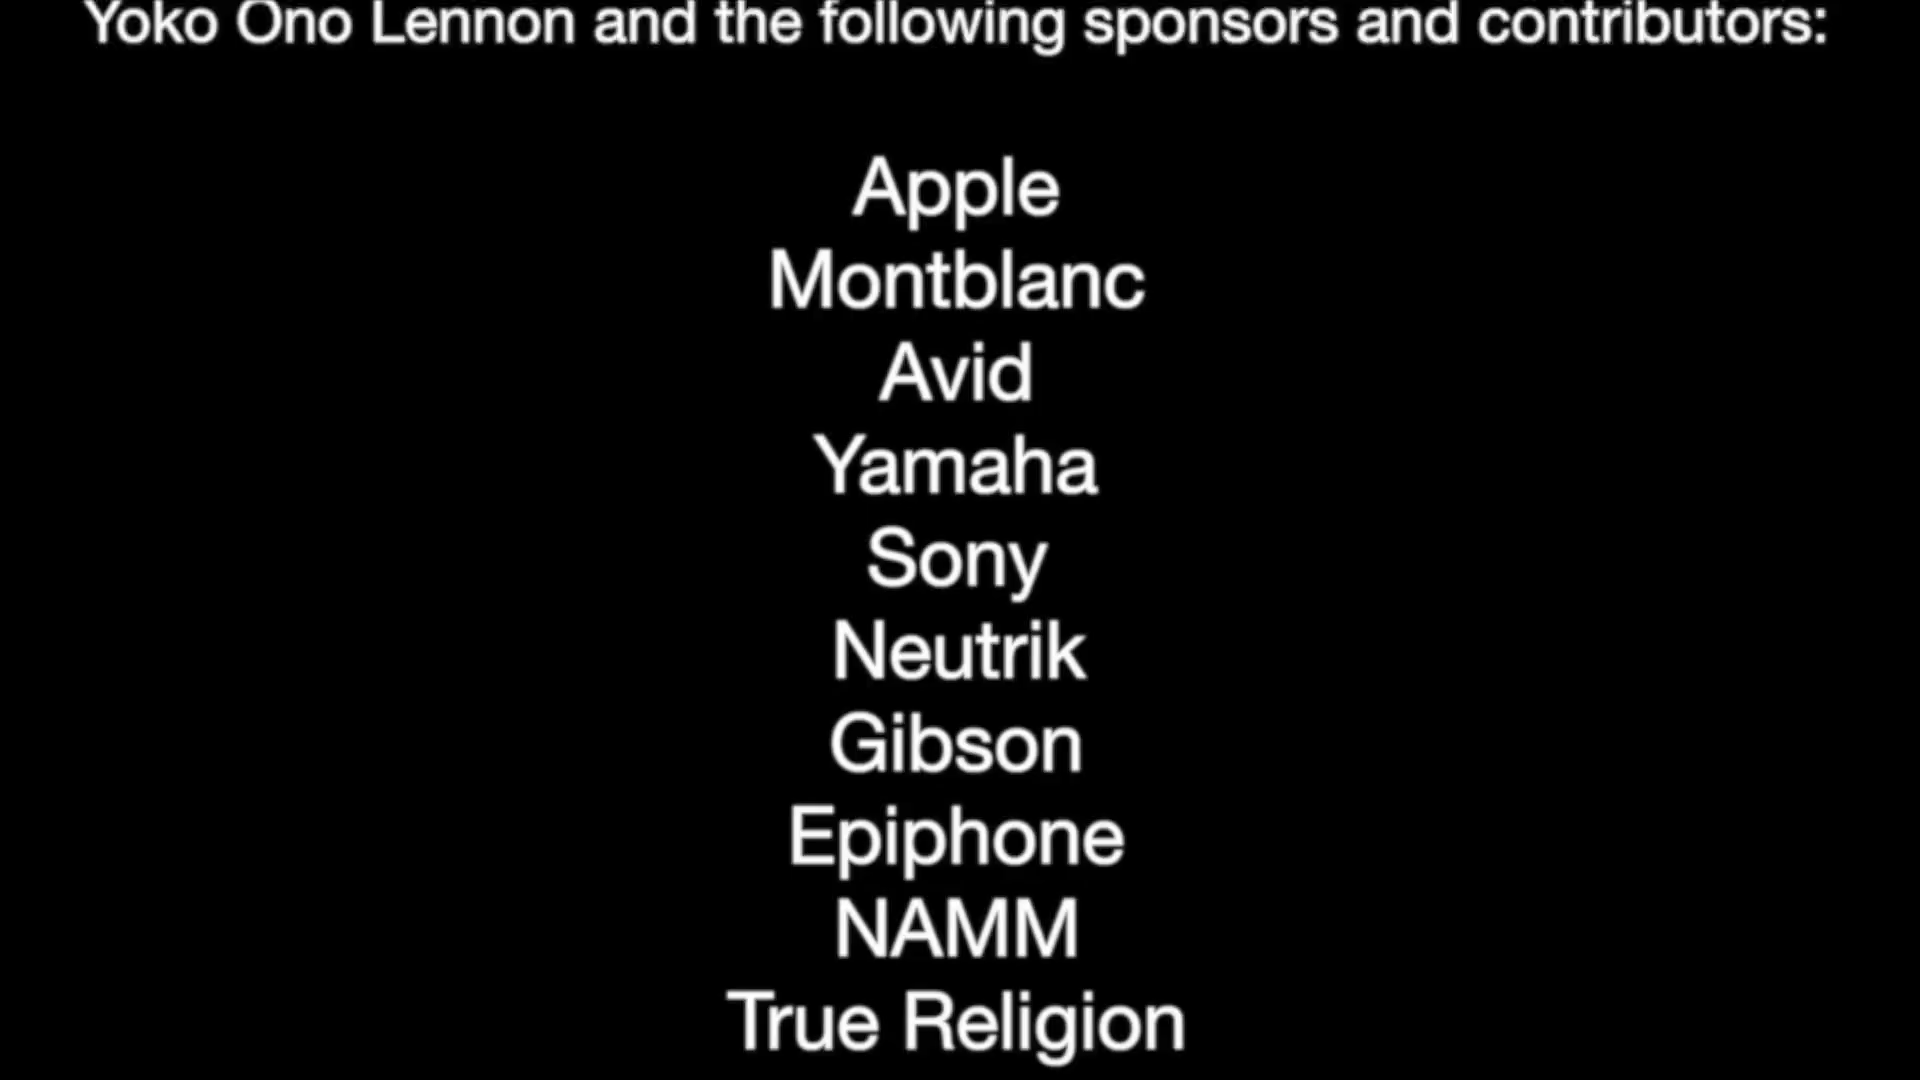 Yoko Ono Lennon and the following sponsors and contributors:
Apple
Montblanc
Avid
Yamaha
Sony
Neutrik
Gibson
Epiphone
NAMM
True Religion